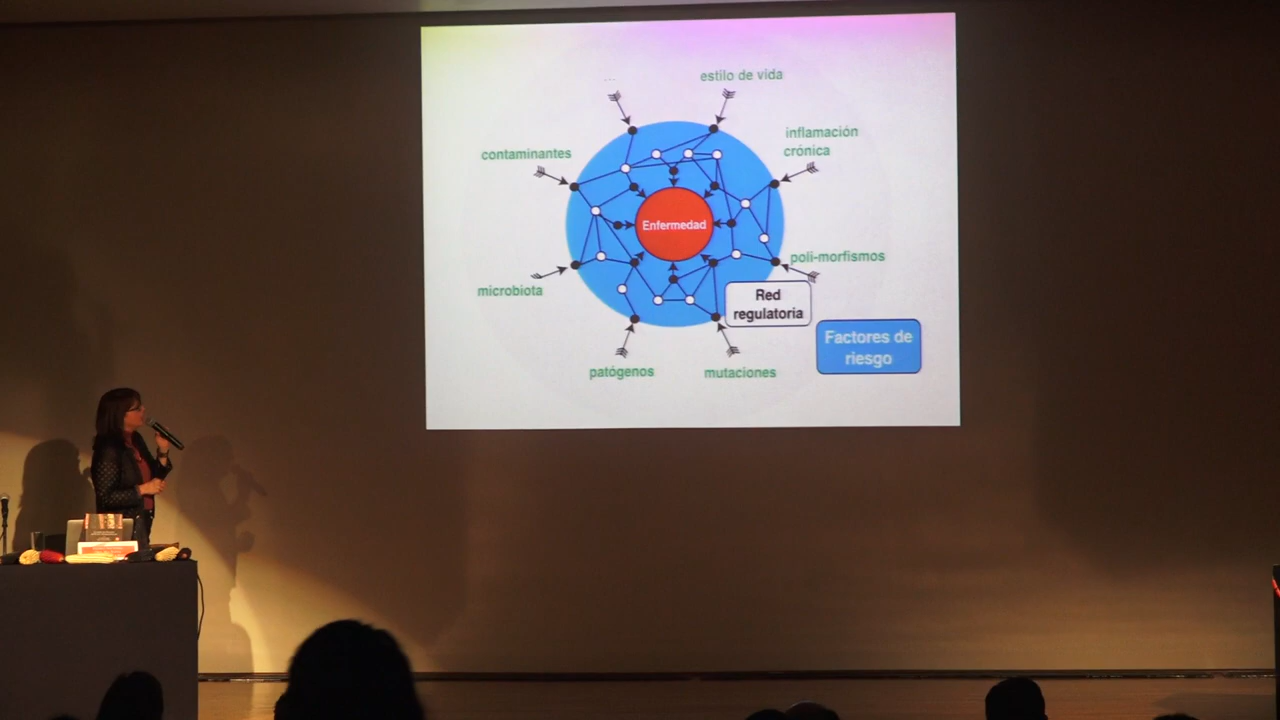 ...
estilo de vida
inflamación
crónica
contaminantes
Enfermedad
poli-morfismos
microbiota
Red
regulatoria
Factores de
riesgo
patógenos
mutaciones